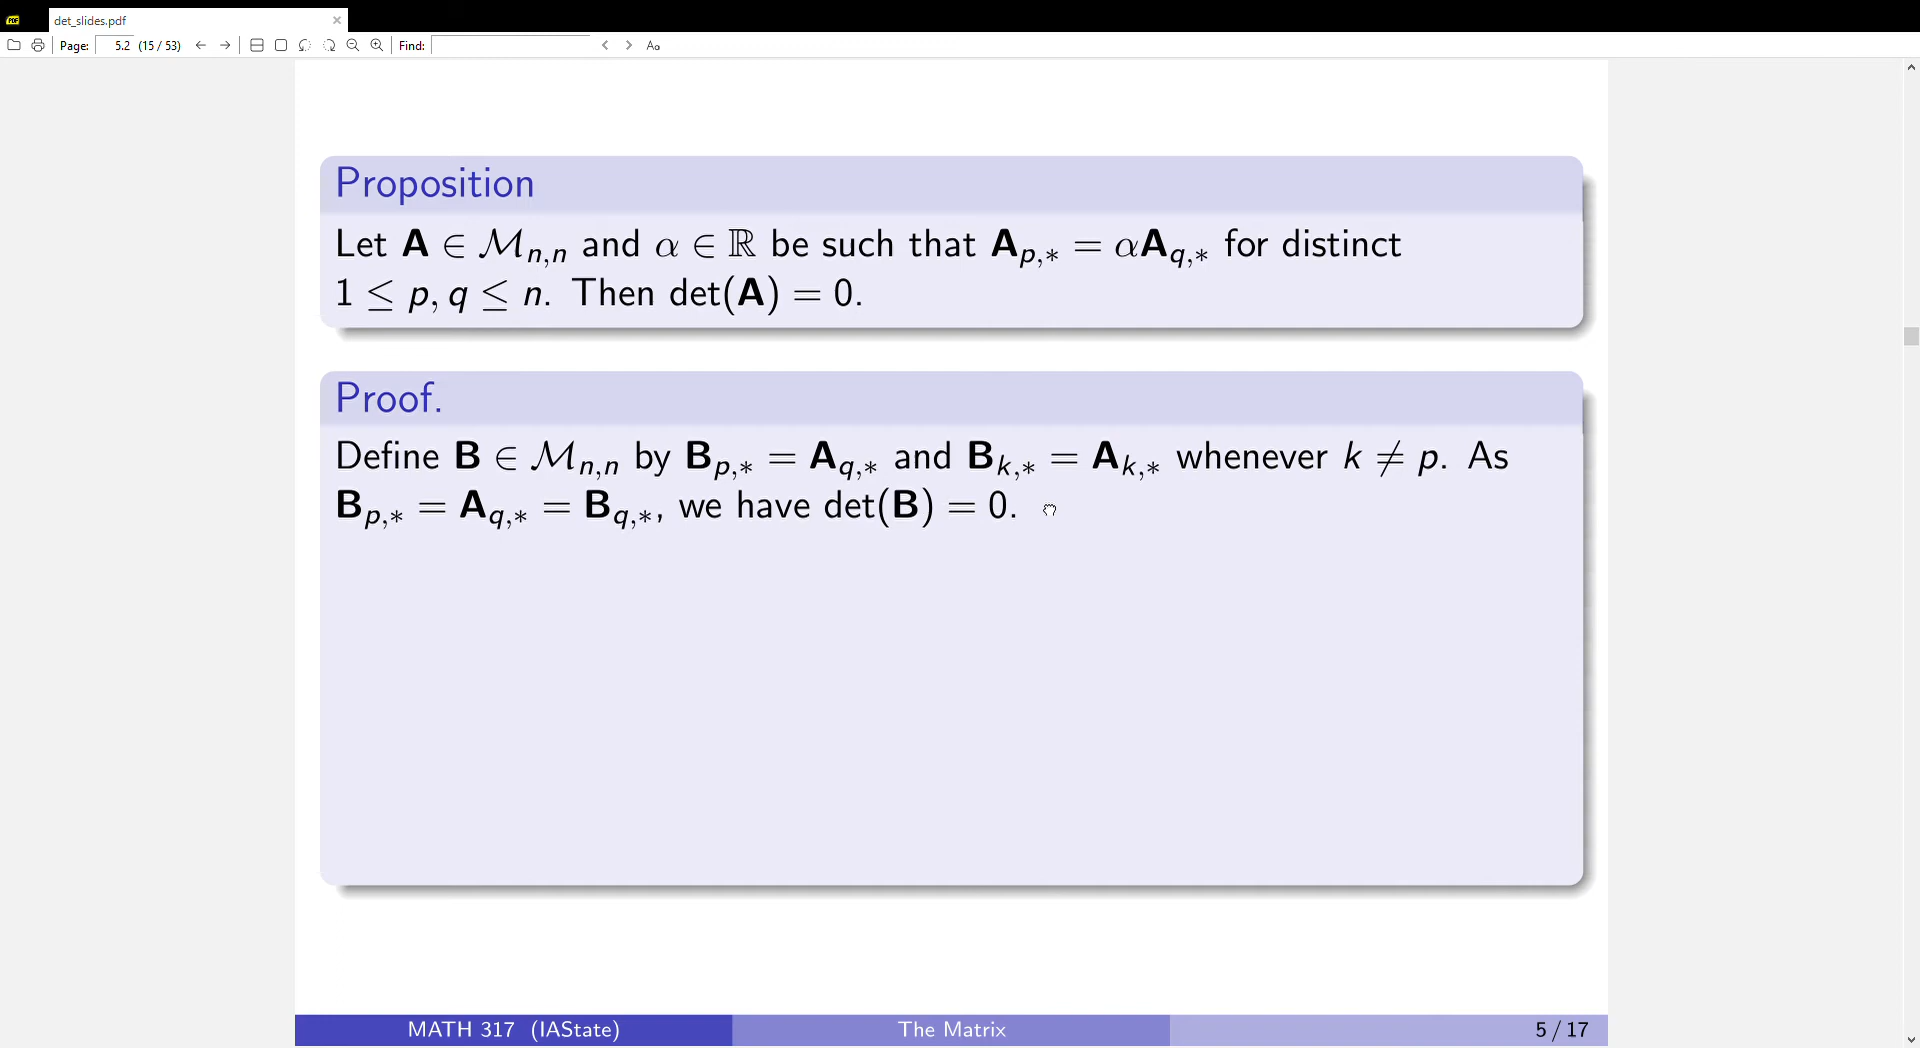 det_slides.pdf
Page: 5.2 (15 / 53) Find: Aa
Proposition
Let A ∈ ℳn,n and α ∈ ℝ be such that Ap,* = αAq,* for distinct
1 ≤ p, q ≤ n. Then det(A) = 0.
Proof.
Define B ∈ ℳn,n by Bp,* = Aq,* and Bk,* = Ak,* whenever k ≠ p. As
Bp,* = Aq,* = Bq,*, we have det(B) = 0.
MATH 317 (IAState) The Matrix 5 / 17